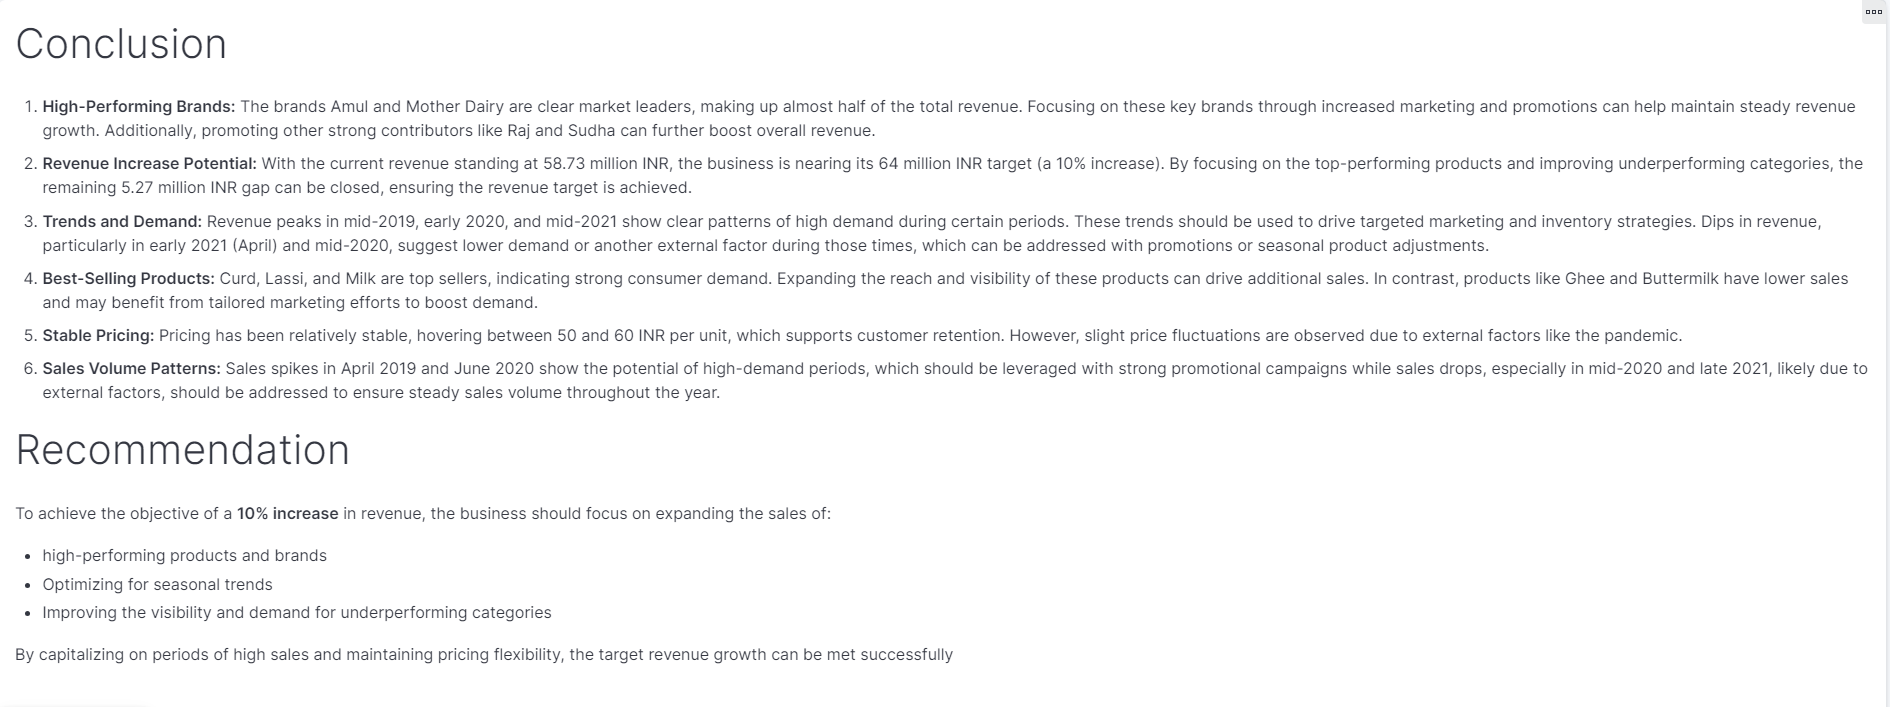 Conclusion
1. High-Performing Brands: The brands Amul and Mother Dairy are clear market leaders, making up almost half of the total revenue. Focusing on these key brands through increased marketing and promotions can help maintain steady revenue
growth. Additionally, promoting other strong contributors like Raj and Sudha can further boost overall revenue.
2. Revenue Increase Potential: With the current revenue standing at 58.73 million INR, the business is nearing its 64 million INR target (a 10% increase). By focusing on the top-performing products and improving underperforming categories, the
remaining 5.27 million INR gap can be closed, ensuring the revenue target is achieved.
3. Trends and Demand: Revenue peaks in mid-2019, early 2020, and mid-2021 show clear patterns of high demand during certain periods. These trends should be used to drive targeted marketing and inventory strategies. Dips in revenue,
particularly in early 2021 (April) and mid-2020, suggest lower demand or another external factor during those times, which can be addressed with promotions or seasonal product adjustments.
4. Best-Selling Products: Curd, Lassi, and Milk are top sellers, indicating strong consumer demand. Expanding the reach and visibility of these products can drive additional sales. In contrast, products like Ghee and Buttermilk have lower sales
and may benefit from tailored marketing efforts to boost demand.
5. Stable Pricing: Pricing has been relatively stable, hovering between 50 and 60 INR per unit, which supports customer retention. However, slight price fluctuations are observed due to external factors like the pandemic.
6. Sales Volume Patterns: Sales spikes in April 2019 and June 2020 show the potential of high-demand periods, which should be leveraged with strong promotional campaigns while sales drops, especially in mid-2020 and late 2021, likely due to
external factors, should be addressed to ensure steady sales volume throughout the year.
Recommendation
To achieve the objective of a 10% increase in revenue, the business should focus on expanding the sales of:
• high-performing products and brands
• Optimizing for seasonal trends
• Improving the visibility and demand for underperforming categories
By capitalizing on periods of high sales and maintaining pricing flexibility, the target revenue growth can be met successfully